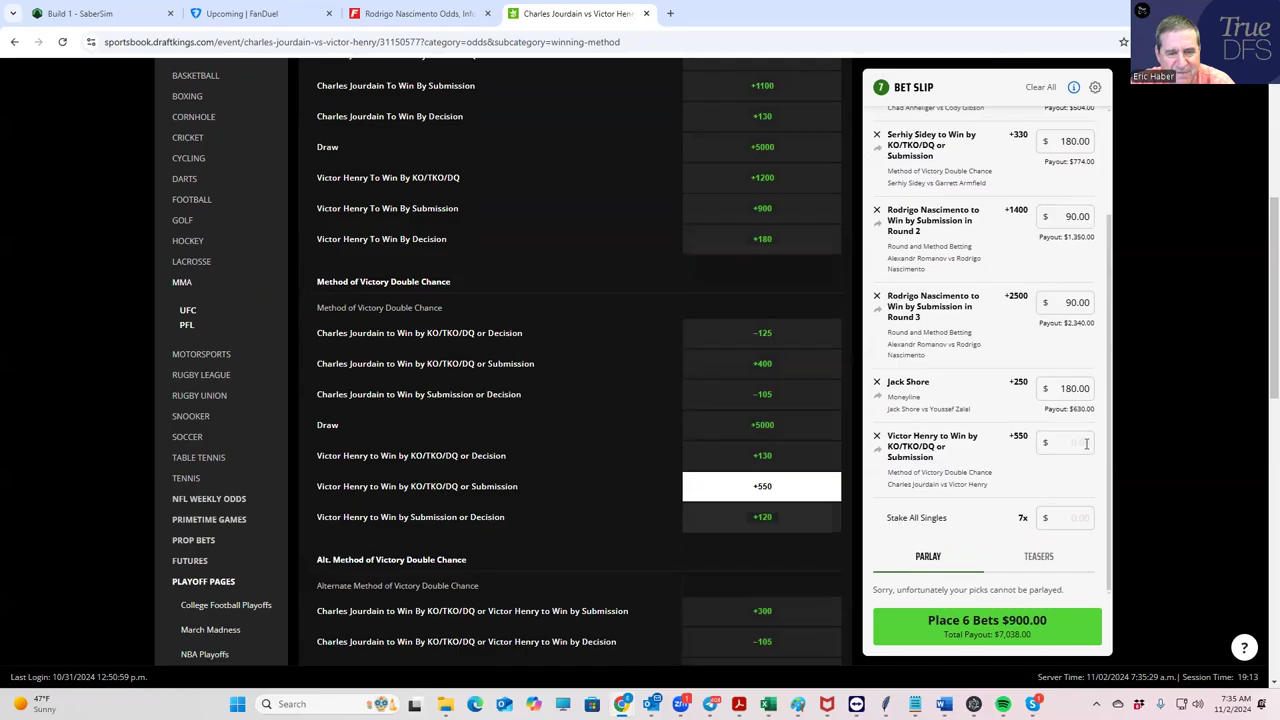 Build 1 - SaberSim
Upcoming | FanDuel
Rodrigo Nascimento Odds, Info
Charles Jourdain vs Victor Hen
sportsbook.draftkings.com/event/charles-jourdain-vs-victor-henry/31150577?category=odds&subcategory=winning-method
True
DFS
Eric Haber
BASKETBALL
BOXING
CORNHOLE
CRICKET
CYCLING
DARTS
FOOTBALL
GOLF
HOCKEY
LACROSSE
MMA
UFC
PFL
MOTORSPORTS
RUGBY LEAGUE
RUGBY UNION
SNOOKER
SOCCER
TABLETENNIS
TENNIS
NFL WEEKLY ODDS
PRIMETIME GAMES
PROP BETS
FUTURES
PLAYOFF PAGES
College Football Playoffs
March Madness
NBA Playoffs
+1100
Charles Jourdain To Win By Submission
Charles Jourdain To Win By Decision +130
Draw +5000
Victor Henry To Win By KO/TKO/DQ +1200
Victor Henry To Win By Submission +900
Victor Henry To Win By Decision +180
Method of Victory Double Chance
Method of Victory Double Chance
Charles Jourdain to Win by KO/TKO/DQ or Decision −125
Charles Jourdain to Win by KO/TKO/DQ or Submission +400
Charles Jourdain to Win by Submission or Decision −105
Draw +5000
Victor Henry to Win by KO/TKO/DQ or Decision +130
Victor Henry to Win by KO/TKO/DQ or Submission +550
Victor Henry to Win by Submission or Decision +120
Alt. Method of Victory Double Chance
Alternate Method of Victory Double Chance
Charles Jourdain to Win By KO/TKO/DQ or Victor Henry to Win by Submission +300
Charles Jourdain to Win By KO/TKO/DQ or Victor Henry to Win by Decision -105
7 BET SLIP Clear All
Chad Anheliger vs Cody Gibson Payout: $504.00
Serhiy Sidey to Win by +330 $ 180.00
KO/TKO/DQ or
Submission Payout: $774.00
Method of Victory Double Chance
Serhiy Sidey vs Garrett Armfield
Rodrigo Nascimento to +1400 $ 90.00
Win by Submission in
Round 2 Payout: $1,350.00
Round and Method Betting
Alexandr Romanov vs Rodrigo
Nascimento
Rodrigo Nascimento to +2500 $ 90.00
Win by Submission in
Round 3 Payout: $2,340.00
Round and Method Betting
Alexandr Romanov vs Rodrigo
Nascimento
Jack Shore +250 $ 180.00
Moneyline
Jack Shore vs Youssef Zalal Payout: $630.00
Victor Henry to Win by +550 $
KO/TKO/DQ or
Submission
Method of Victory Double Chance
Charles Jourdain vs Victor Henry
Stake All Singles 7x $ 0.00
PARLAY TEASERS
Sorry, unfortunately your picks cannot be parlayed.
Place 6 Bets $900.00
Total Payout: $7,038.00
?
Last Login: 10/31/2024 12:50:59 p.m. Server Time: 11/02/2024 7:35:29 a.m.| Session Time: 19:13
47°F
Sunny
Search
7:35 AM
11/2/2024